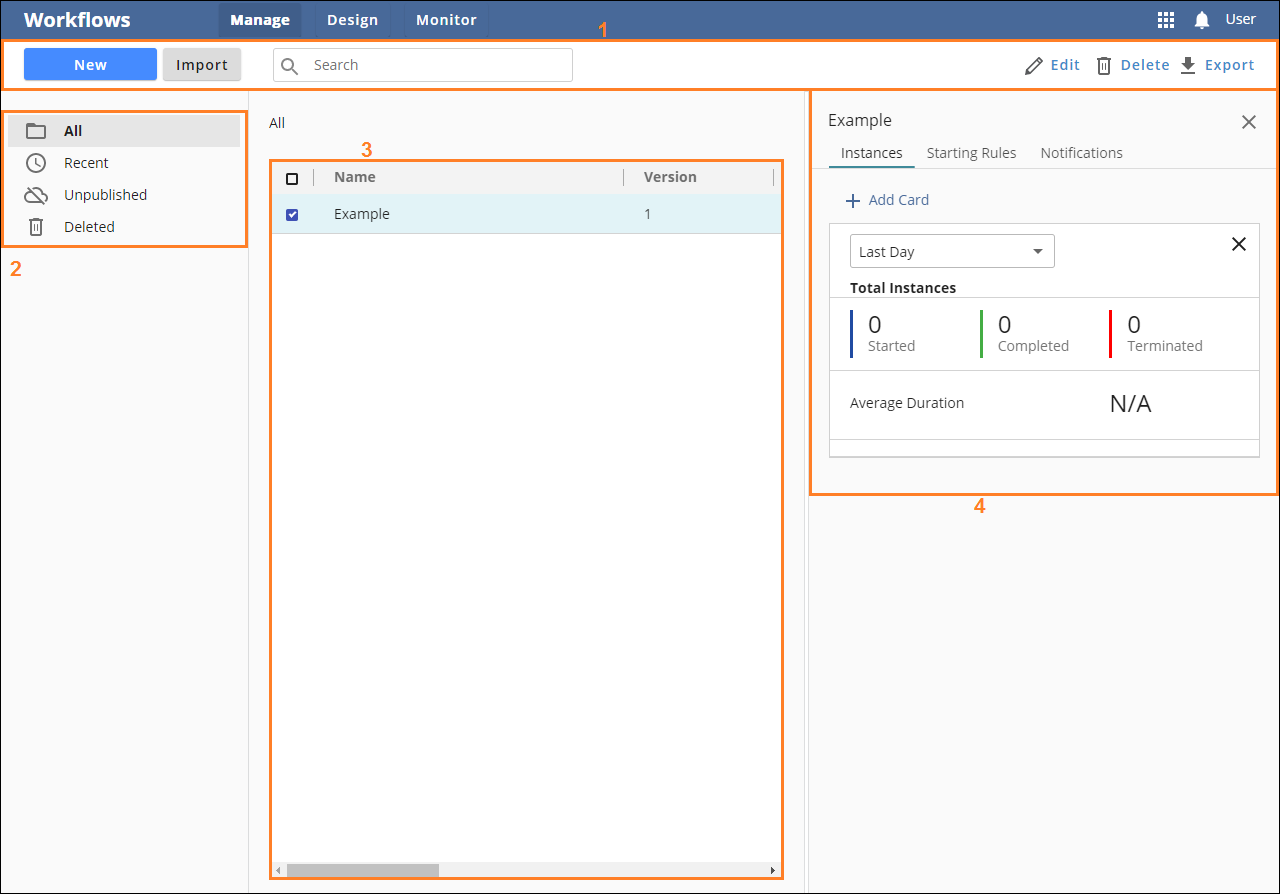 Workflows Manage Design Monitor User
1
New Import Search Edit Delete Export
All
Recent
Unpublished
Deleted
2
All
3
Name Version
Example 1
Example
Instances Starting Rules Notifications
Add Card
Last Day
Total Instances
0 0 0
Started Completed Terminated
Average Duration N/A
4